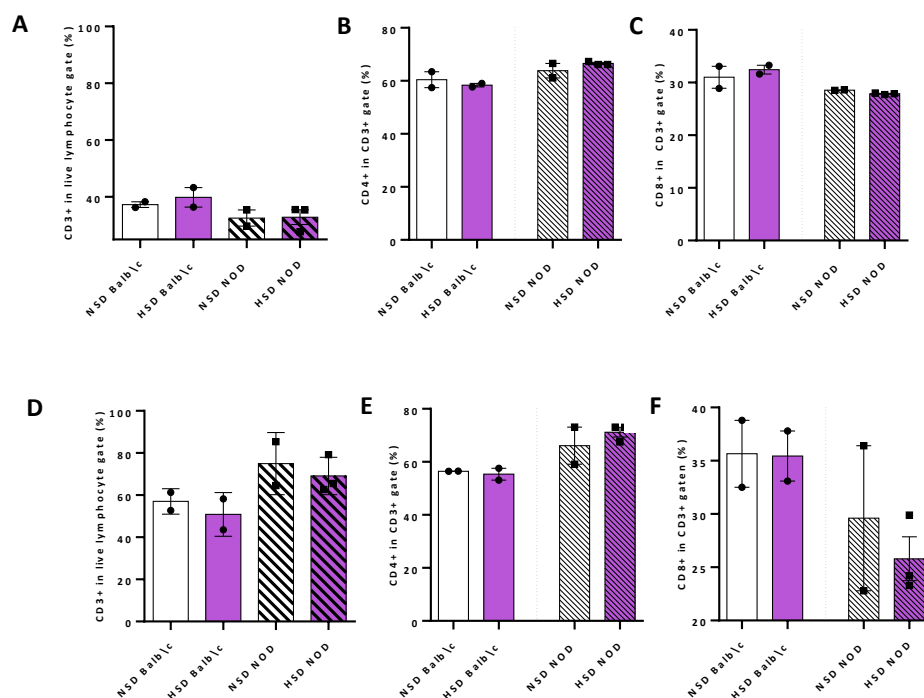 A
CD3+ in live lymphocyte gate (%)
100
80
60
40
NSD Balb\c
HSD Balb\c
NSD NOD
HSD NOD
B
CD4+ in CD3+ gate (%)
80
60
40
20
0
NSD Balb\c
HSD Balb\c
NSD NOD
HSD NOD
C
CD8+ in CD3+ gate (%)
40
30
20
10
0
NSD Balb\c
HSD Balb\c
NSD NOD
HSD NOD
D
CD3+ in live lymphocyte gate (%)
100
80
60
40
20
0
NSD Balb\c
HSD Balb\c
NSD NOD
HSD NOD
E
CD4+ in CD3+ gate (%)
80
60
40
20
0
NSD Balb\c
HSD Balb\c
NSD NOD
HSD NOD
F
CD8+ in CD3+ gaten (%)
40
35
30
25
20
NSD Balb\c
HSD Balb\c
NSD NOD
HSD NOD